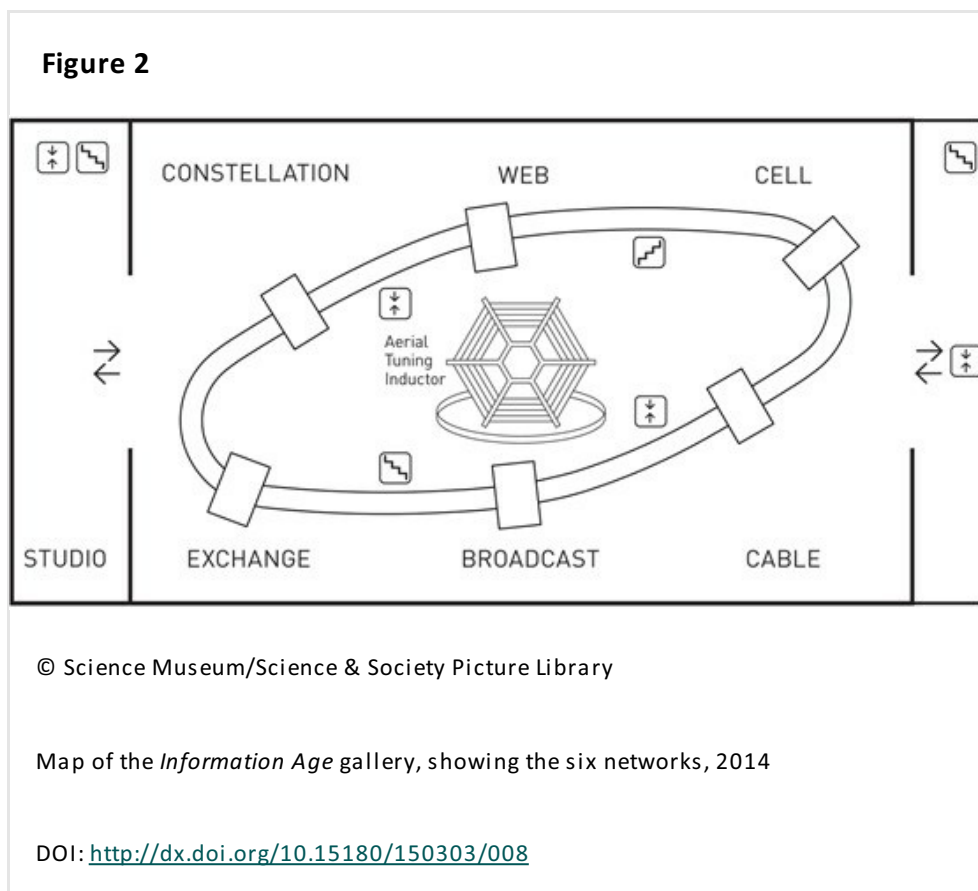 Figure 2
CONSTELLATION
WEB
CELL
Aerial
Tuning
Inductor
STUDIO
EXCHANGE
BROADCAST
CABLE
© Science Museum/Science & Society Picture Library
Map of the Information Age gallery, showing the six networks, 2014
DOI: http://dx.doi.org/10.15180/150303/008